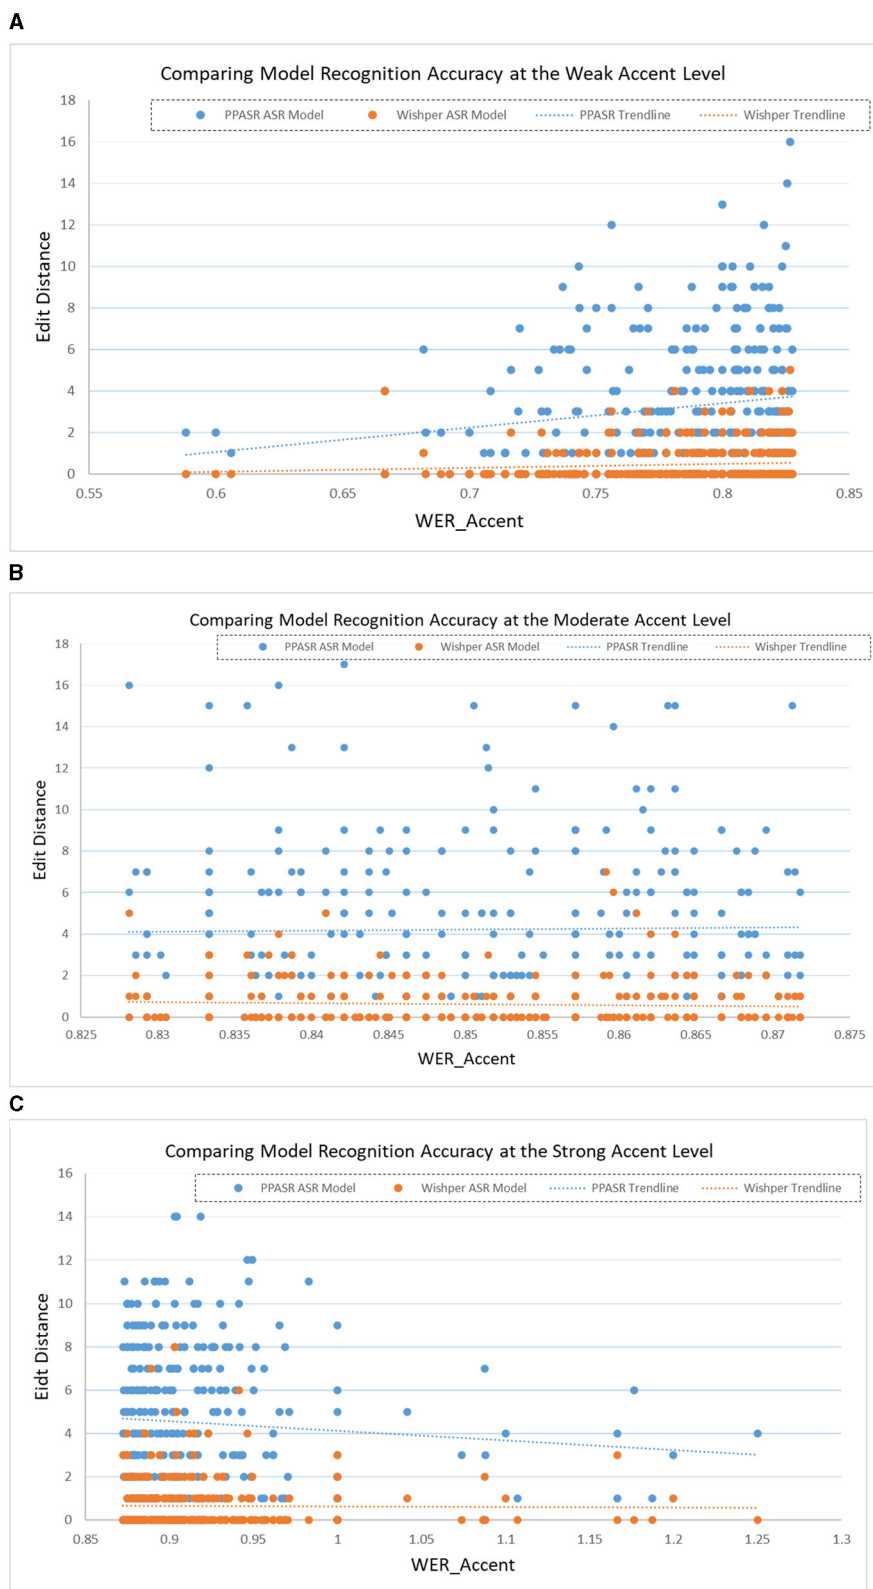 A
Comparing Model Recognition Accuracy at the Weak Accent Level
PPASR ASR Model Wishper ASR Model PPASR Trendline Wishper Trendline
18
16
14
12
10
8
6
4
2
0
Edit Distance
0.55 0.6 0.65 0.7 0.75 0.8 0.85
WER_Accent
B
Comparing Model Recognition Accuracy at the Moderate Accent Level
PPASR ASR Model Wishper ASR Model PPASR Trendline Wishper Trendline
18
16
14
12
10
8
6
4
2
0
Edit Distance
0.825 0.83 0.835 0.84 0.845 0.85 0.855 0.86 0.865 0.87 0.875
WER_Accent
C
Comparing Model Recognition Accuracy at the Strong Accent Level
PPASR ASR Model Wishper ASR Model PPASR Trendline Wishper Trendline
16
14
12
10
8
6
4
2
0
Eidt Distance
0.85 0.9 0.95 1 1.05 1.1 1.15 1.2 1.25 1.3
WER_Accent